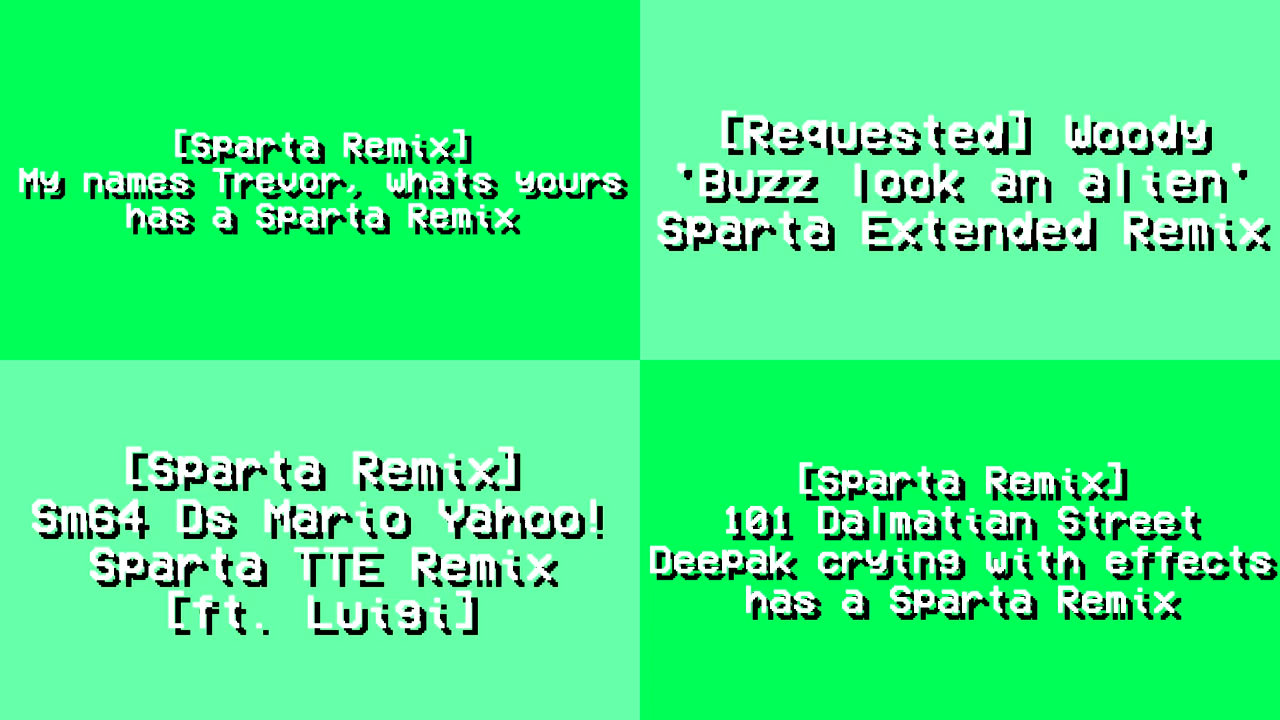 [Sparta Remix]
My names Trevor, whats yours
has a Sparta Remix
[Requested] Woody
'Buzz look an alien'
Sparta Extended Remix
[Sparta Remix]
Sm64 Ds Mario Yahoo!
Sparta TTE Remix
[ft. Luigi]
[Sparta Remix]
101 Dalmatian Street
Deepak crying with effects
has a Sparta Remix